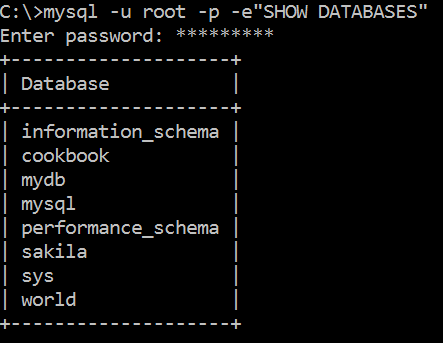 C:\>mysql -u root -p -e"SHOW DATABASES"
Enter password: *********
+--------------------+
| Database           |
+--------------------+
| information_schema |
| cookbook           |
| mydb               |
| mysql              |
| performance_schema |
| sakila             |
| sys                |
| world              |
+--------------------+